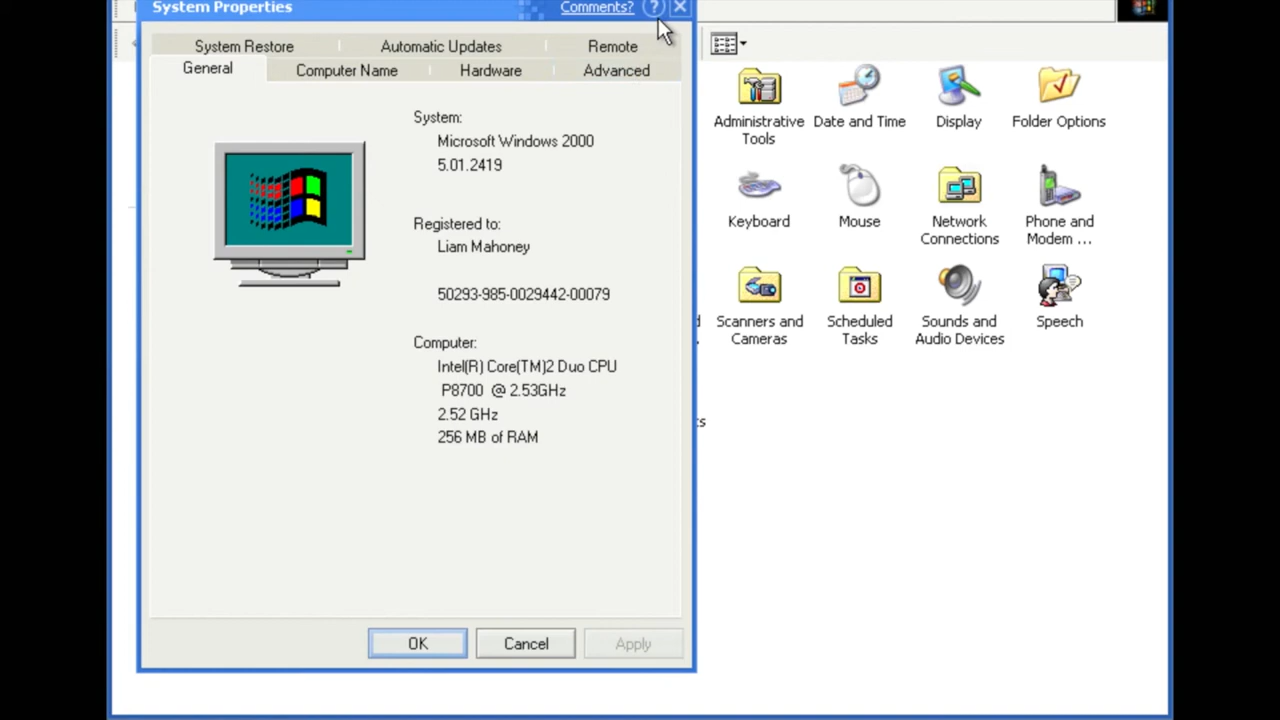 System Properties
Comments?
System Restore
Automatic Updates
Remote
General
Computer Name
Hardware
Advanced
System:
Microsoft Windows 2000
5.01.2419
Registered to:
Liam Mahoney
50293-985-0029442-00079
Computer:
Intel(R) Core(TM)2 Duo CPU
P8700 @ 2.53GHz
2.52 GHz
256 MB of RAM
OK
Cancel
Apply
Administrative
Tools
Date and Time
Display
Folder Options
Keyboard
Mouse
Network
Connections
Phone and
Modem ...
Scanners and
Cameras
Scheduled
Tasks
Sounds and
Audio Devices
Speech